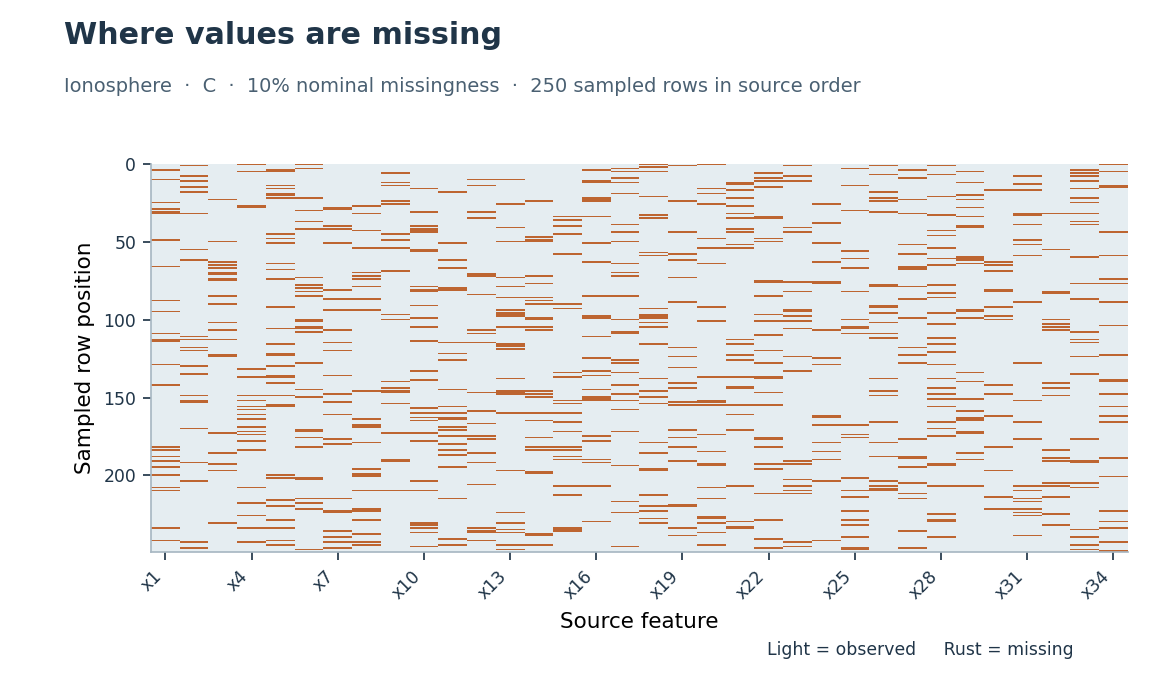 Where values are missing
Ionosphere · C · 10% nominal missingness · 250 sampled rows in source order
Sampled row position
0
50
100
150
200
x1 x4 x7 x10 x13 x16 x19 x22 x25 x28 x31 x34
Source feature
Light = observed Rust = missing